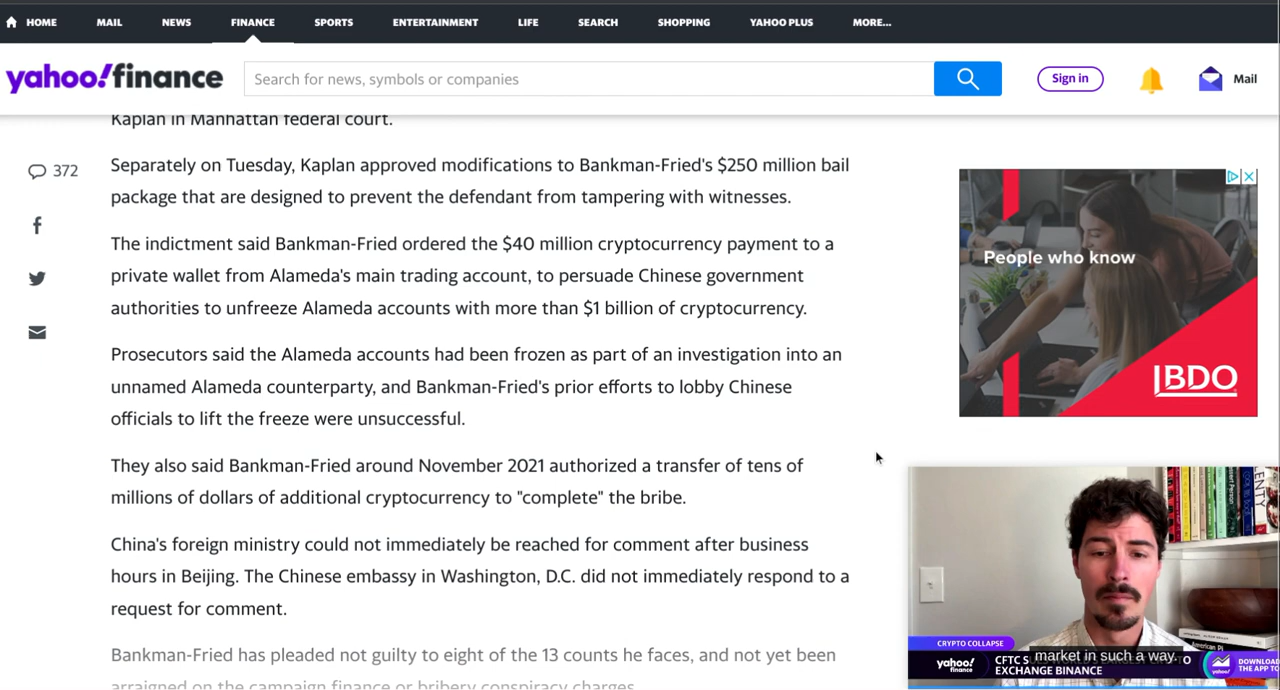 HOME MAIL NEWS FINANCE SPORTS ENTERTAINMENT LIFE SEARCH SHOPPING YAHOO PLUS MORE...
yahoo!finance
Search for news, symbols or companies
Sign in
Mail
Kaplan in Manhattan federal court.
372
Separately on Tuesday, Kaplan approved modifications to Bankman-Fried's $250 million bail
package that are designed to prevent the defendant from tampering with witnesses.
The indictment said Bankman-Fried ordered the $40 million cryptocurrency payment to a
private wallet from Alameda's main trading account, to persuade Chinese government
authorities to unfreeze Alameda accounts with more than $1 billion of cryptocurrency.
Prosecutors said the Alameda accounts had been frozen as part of an investigation into an
unnamed Alameda counterparty, and Bankman-Fried's prior efforts to lobby Chinese
officials to lift the freeze were unsuccessful.
They also said Bankman-Fried around November 2021 authorized a transfer of tens of
millions of dollars of additional cryptocurrency to "complete" the bribe.
China's foreign ministry could not immediately be reached for comment after business
hours in Beijing. The Chinese embassy in Washington, D.C. did not immediately respond to a
request for comment.
Bankman-Fried has pleaded not guilty to eight of the 13 counts he faces, and not yet been
arraigned on the campaign finance or bribery conspiracy charges.
People who know
BDO
CRYPTO COLLAPSE
market in such a way.
yahoo!
finance
CFTC
EXCHANGE BINANCE
DOWNLOAD
THE APP TO